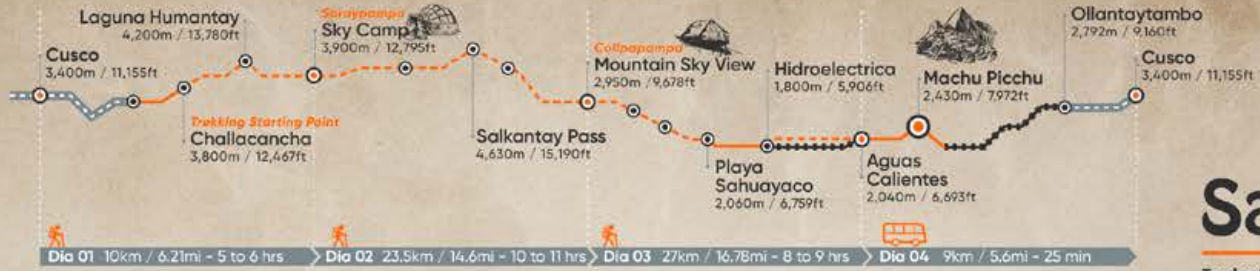 Laguna Humantay
4,200m / 13,780ft
Cusco
3,400m / 11,155ft
Trekking Starting Point
Challacancha
3,800m / 12,467ft
Soraypampa
Sky Camp
3,900m / 12,795ft
Salkantay Pass
4,630m / 15,190ft
Collpapampa
Mountain Sky View
2,950m / 9,678ft
Playa
Sahuayaco
2,060m / 6,759ft
Hidroelectrica
1,800m / 5,906ft
Aguas
Calientes
2,040m / 6,693ft
Machu Picchu
2,430m / 7,972ft
Ollantaytambo
2,792m / 9,160ft
Cusco
3,400m / 11,155ft
Sa
Dia 01 10km / 6.21mi - 5 to 6 hrs
Dia 02 23.5km / 14.6mi - 10 to 11 hrs
Dia 03 27km / 16.78mi - 8 to 9 hrs
Dia 04 9km / 5.6mi - 25 min